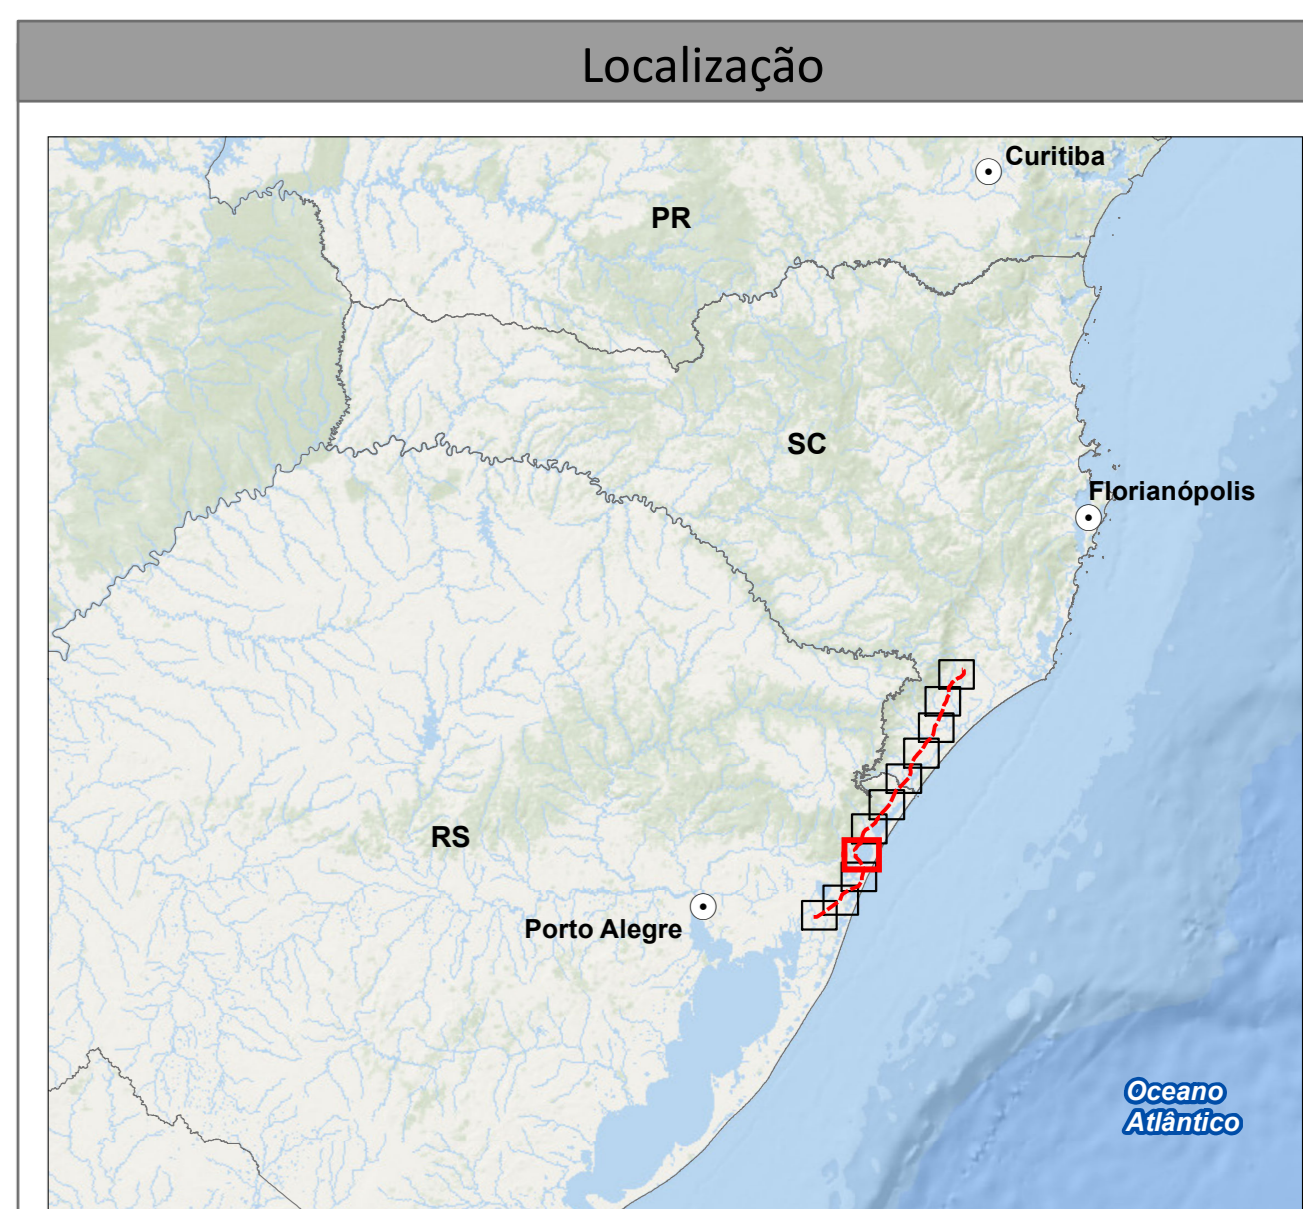 Localização
Curitiba
PR
SC
Florianópolis
RS
Porto Alegre
Oceano
Atlântico